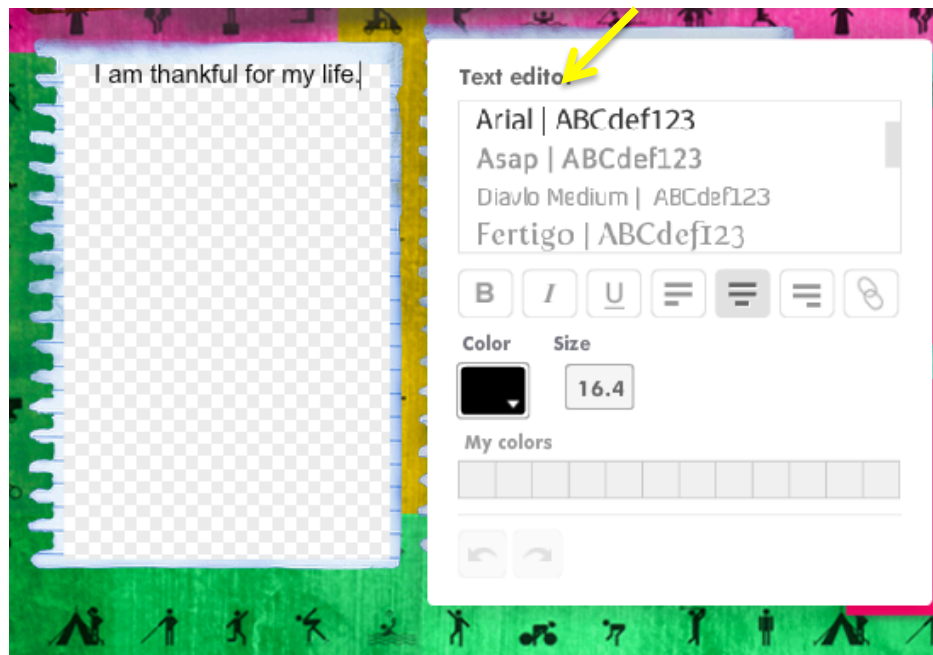 I am thankful for my life.
Text editor
Arial | ABCdef123
Asap | ABCdef123
Diavlo Medium | ABCdef123
Fertigo | ABCdef123
B I U
Color Size
16.4
My colors